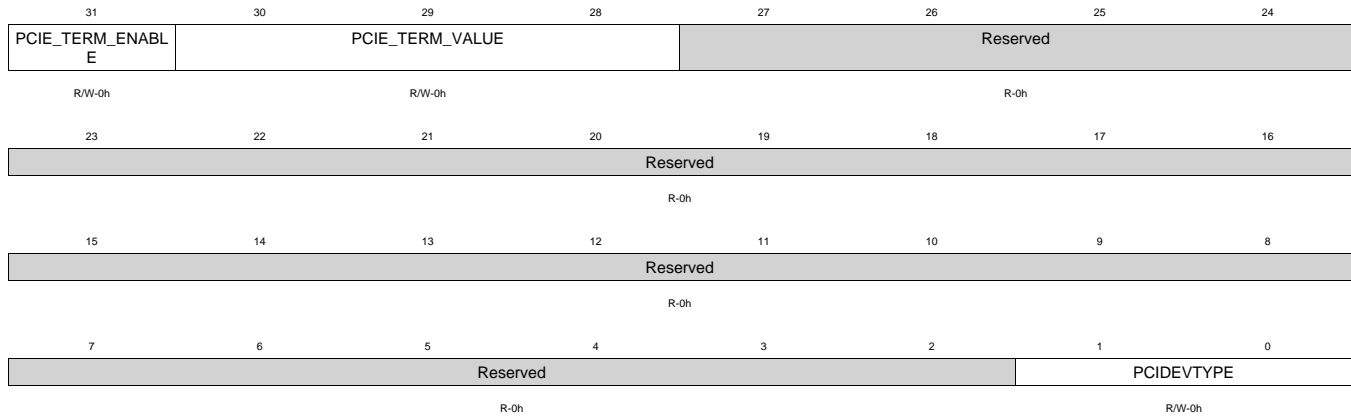 31 30 29 28 27 26 25 24
PCIE_TERM_ENABL
E
PCIE_TERM_VALUE
Reserved
R/W-0h R/W-0h R-0h
23 22 21 20 19 18 17 16
Reserved
R-0h
15 14 13 12 11 10 9 8
Reserved
R-0h
7 6 5 4 3 2 1 0
Reserved PCIDEVTYPE
R-0h R/W-0h